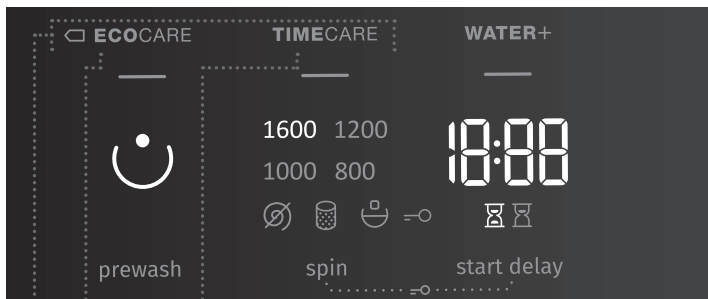 ECOCARE TIMECARE WATER+
1600 1200
1000 800
18:88
prewash spin start delay